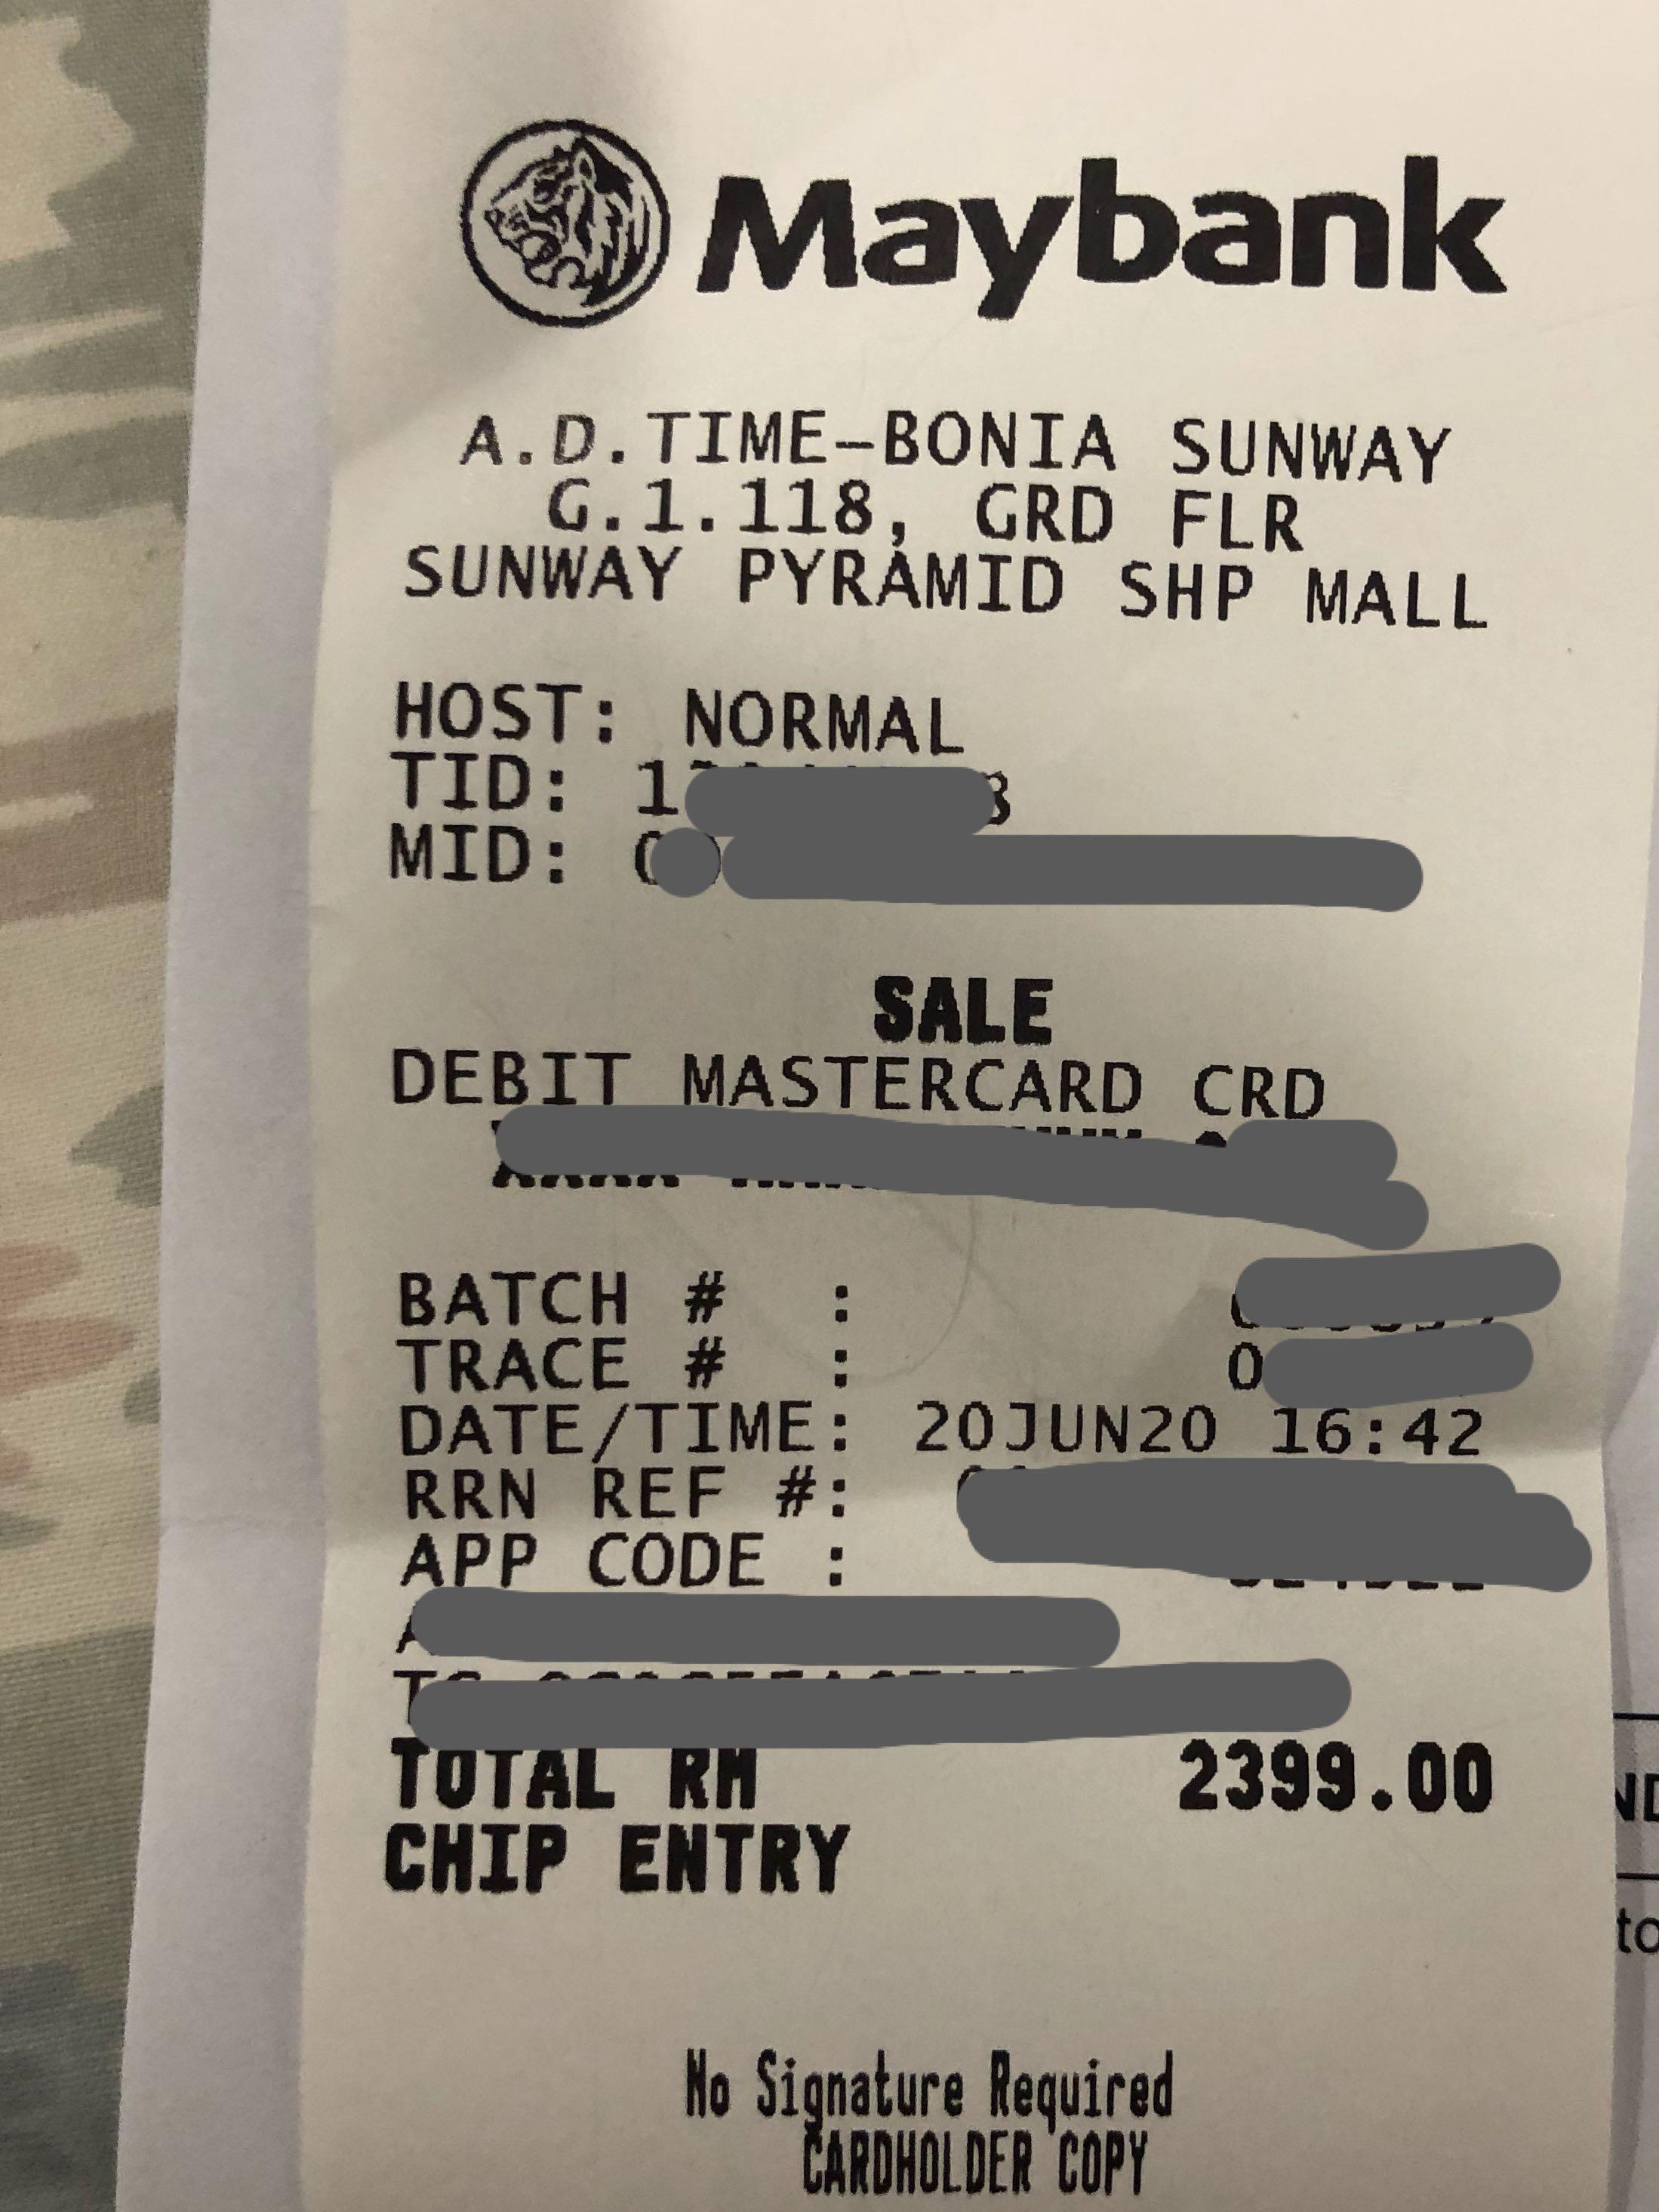 Maybank
A.D.TIME-BONIA SUNWAY
G.1.118, GRD FLR
SUNWAY PYRAMID SHP MALL
HOST: NORMAL
TID: 1
MID:
SALE
DEBIT MASTERCARD CRD
BATCH # :
TRACE # : 0
DATE/TIME: 20JUN20 16:42
RRN REF #:
APP CODE :
TOTAL RM 2399.00
CHIP ENTRY
No Signature Required
CARDHOLDER COPY